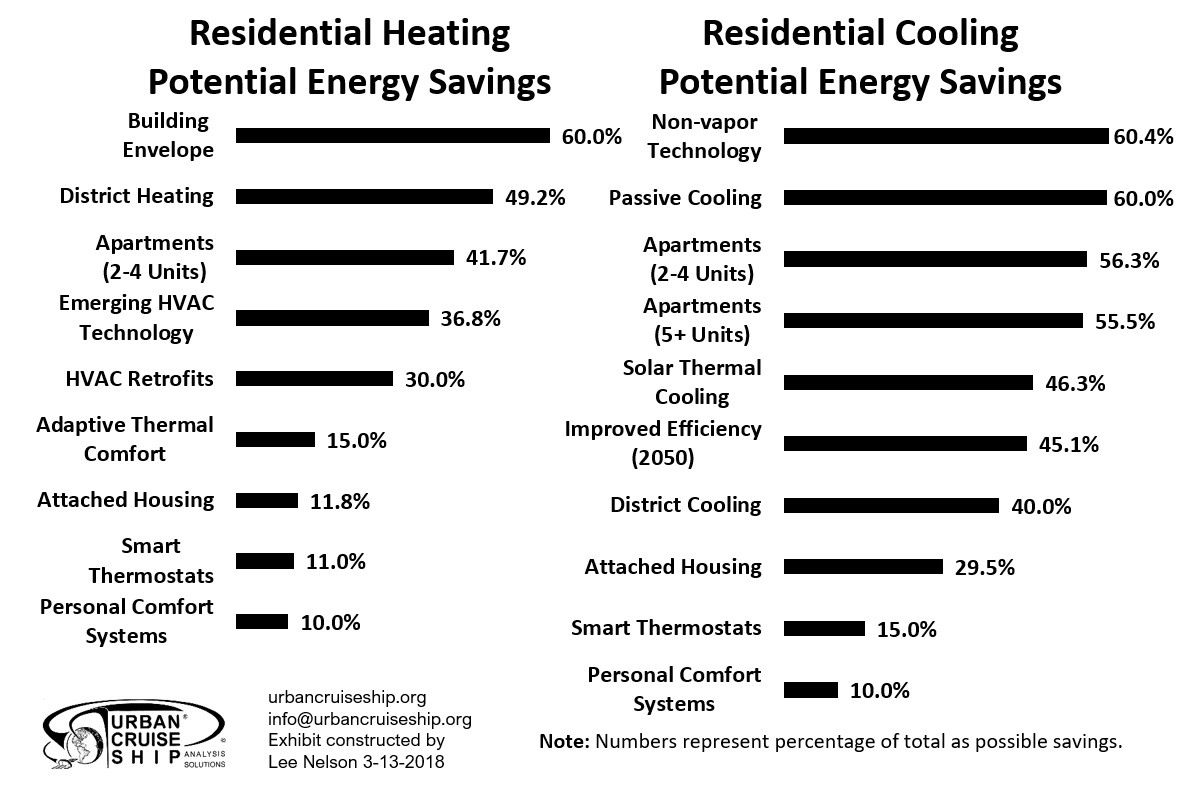 Residential Heating
Potential Energy Savings
Building
Envelope
60.0%
District Heating
49.2%
Apartments
(2-4 Units)
41.7%
Emerging HVAC
Technology
36.8%
HVAC Retrofits
30.0%
Adaptive Thermal
Comfort
15.0%
Attached Housing
11.8%
Smart
Thermostats
11.0%
Personal Comfort
Systems
10.0%
Residential Cooling
Potential Energy Savings
Non-vapor
Technology
60.4%
Passive Cooling
60.0%
Apartments
(2-4 Units)
56.3%
Apartments
(5+ Units)
55.5%
Solar Thermal
Cooling
46.3%
Improved Efficiency
(2050)
45.1%
District Cooling
40.0%
Attached Housing
29.5%
Smart Thermostats
15.0%
Personal Comfort
Systems
10.0%
URBAN®
CRUISE ©
SHIP ANALYSIS
SOLUTIONS
urbancruiseship.org
info@urbancruiseship.org
Exhibit constructed by
Lee Nelson 3-13-2018
Note: Numbers represent percentage of total as possible savings.